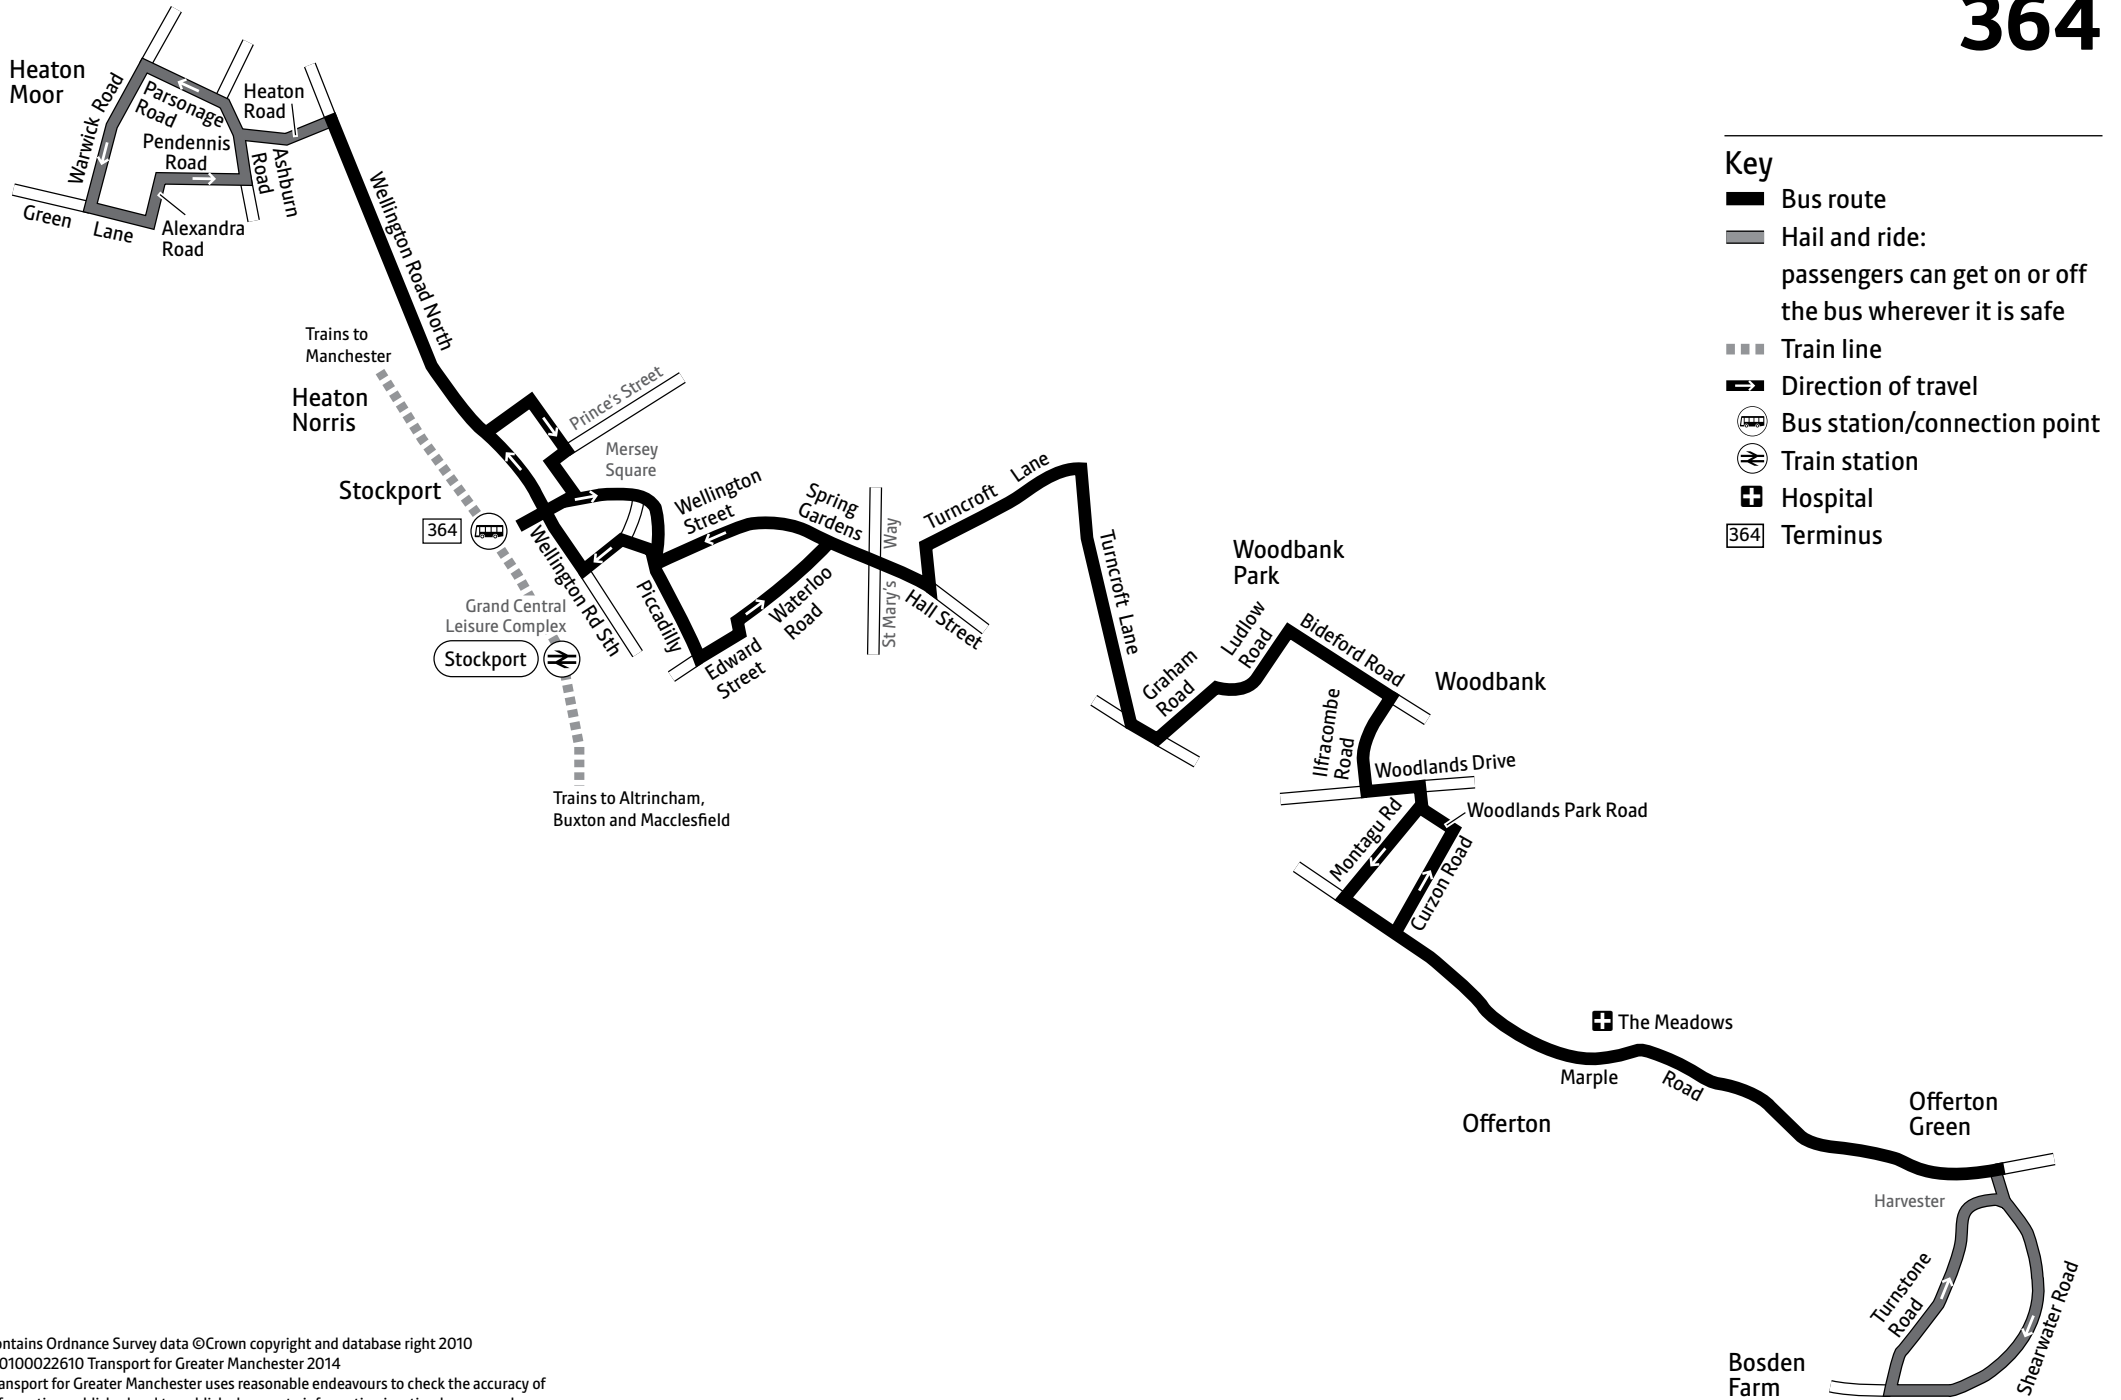 364
Heaton
Moor
Warwick Road
Parsonage
Road
Heaton
Road
Pendennis
Road
Ashburn
Road
Green
Lane
Alexandra
Road
Wellington Road North
Trains to
Manchester
Heaton
Norris
Prince's Street
Mersey
Square
Stockport
364
Wellington
Street
Spring
Gardens
St Mary's Way
Turncroft Lane
Turncroft Lane
Hall Street
Wellington Rd Sth
Piccadilly
Edward
Street
Waterloo
Road
Grand Central
Leisure Complex
Stockport
Trains to Altrincham,
Buxton and Macclesfield
Woodbank
Park
Graham
Road
Ludlow
Road
Bideford Road
Woodbank
Ilfracombe
Road
Woodlands Drive
Woodlands Park Road
Montagu Rd
Curzon Road
The Meadows
Marple Road
Offerton
Offerton
Green
Harvester
Turnstone
Road
Shearwater Road
Bosden
Farm
Key
Bus route
Hail and ride:
passengers can get on or off
the bus wherever it is safe
Train line
Direction of travel
Bus station/connection point
Train station
Hospital
364 Terminus
ontains Ordnance Survey data ©Crown copyright and database right 2010
0100022610 Transport for Greater Manchester 2014
ansport for Greater Manchester uses reasonable endeavours to check the accuracy of